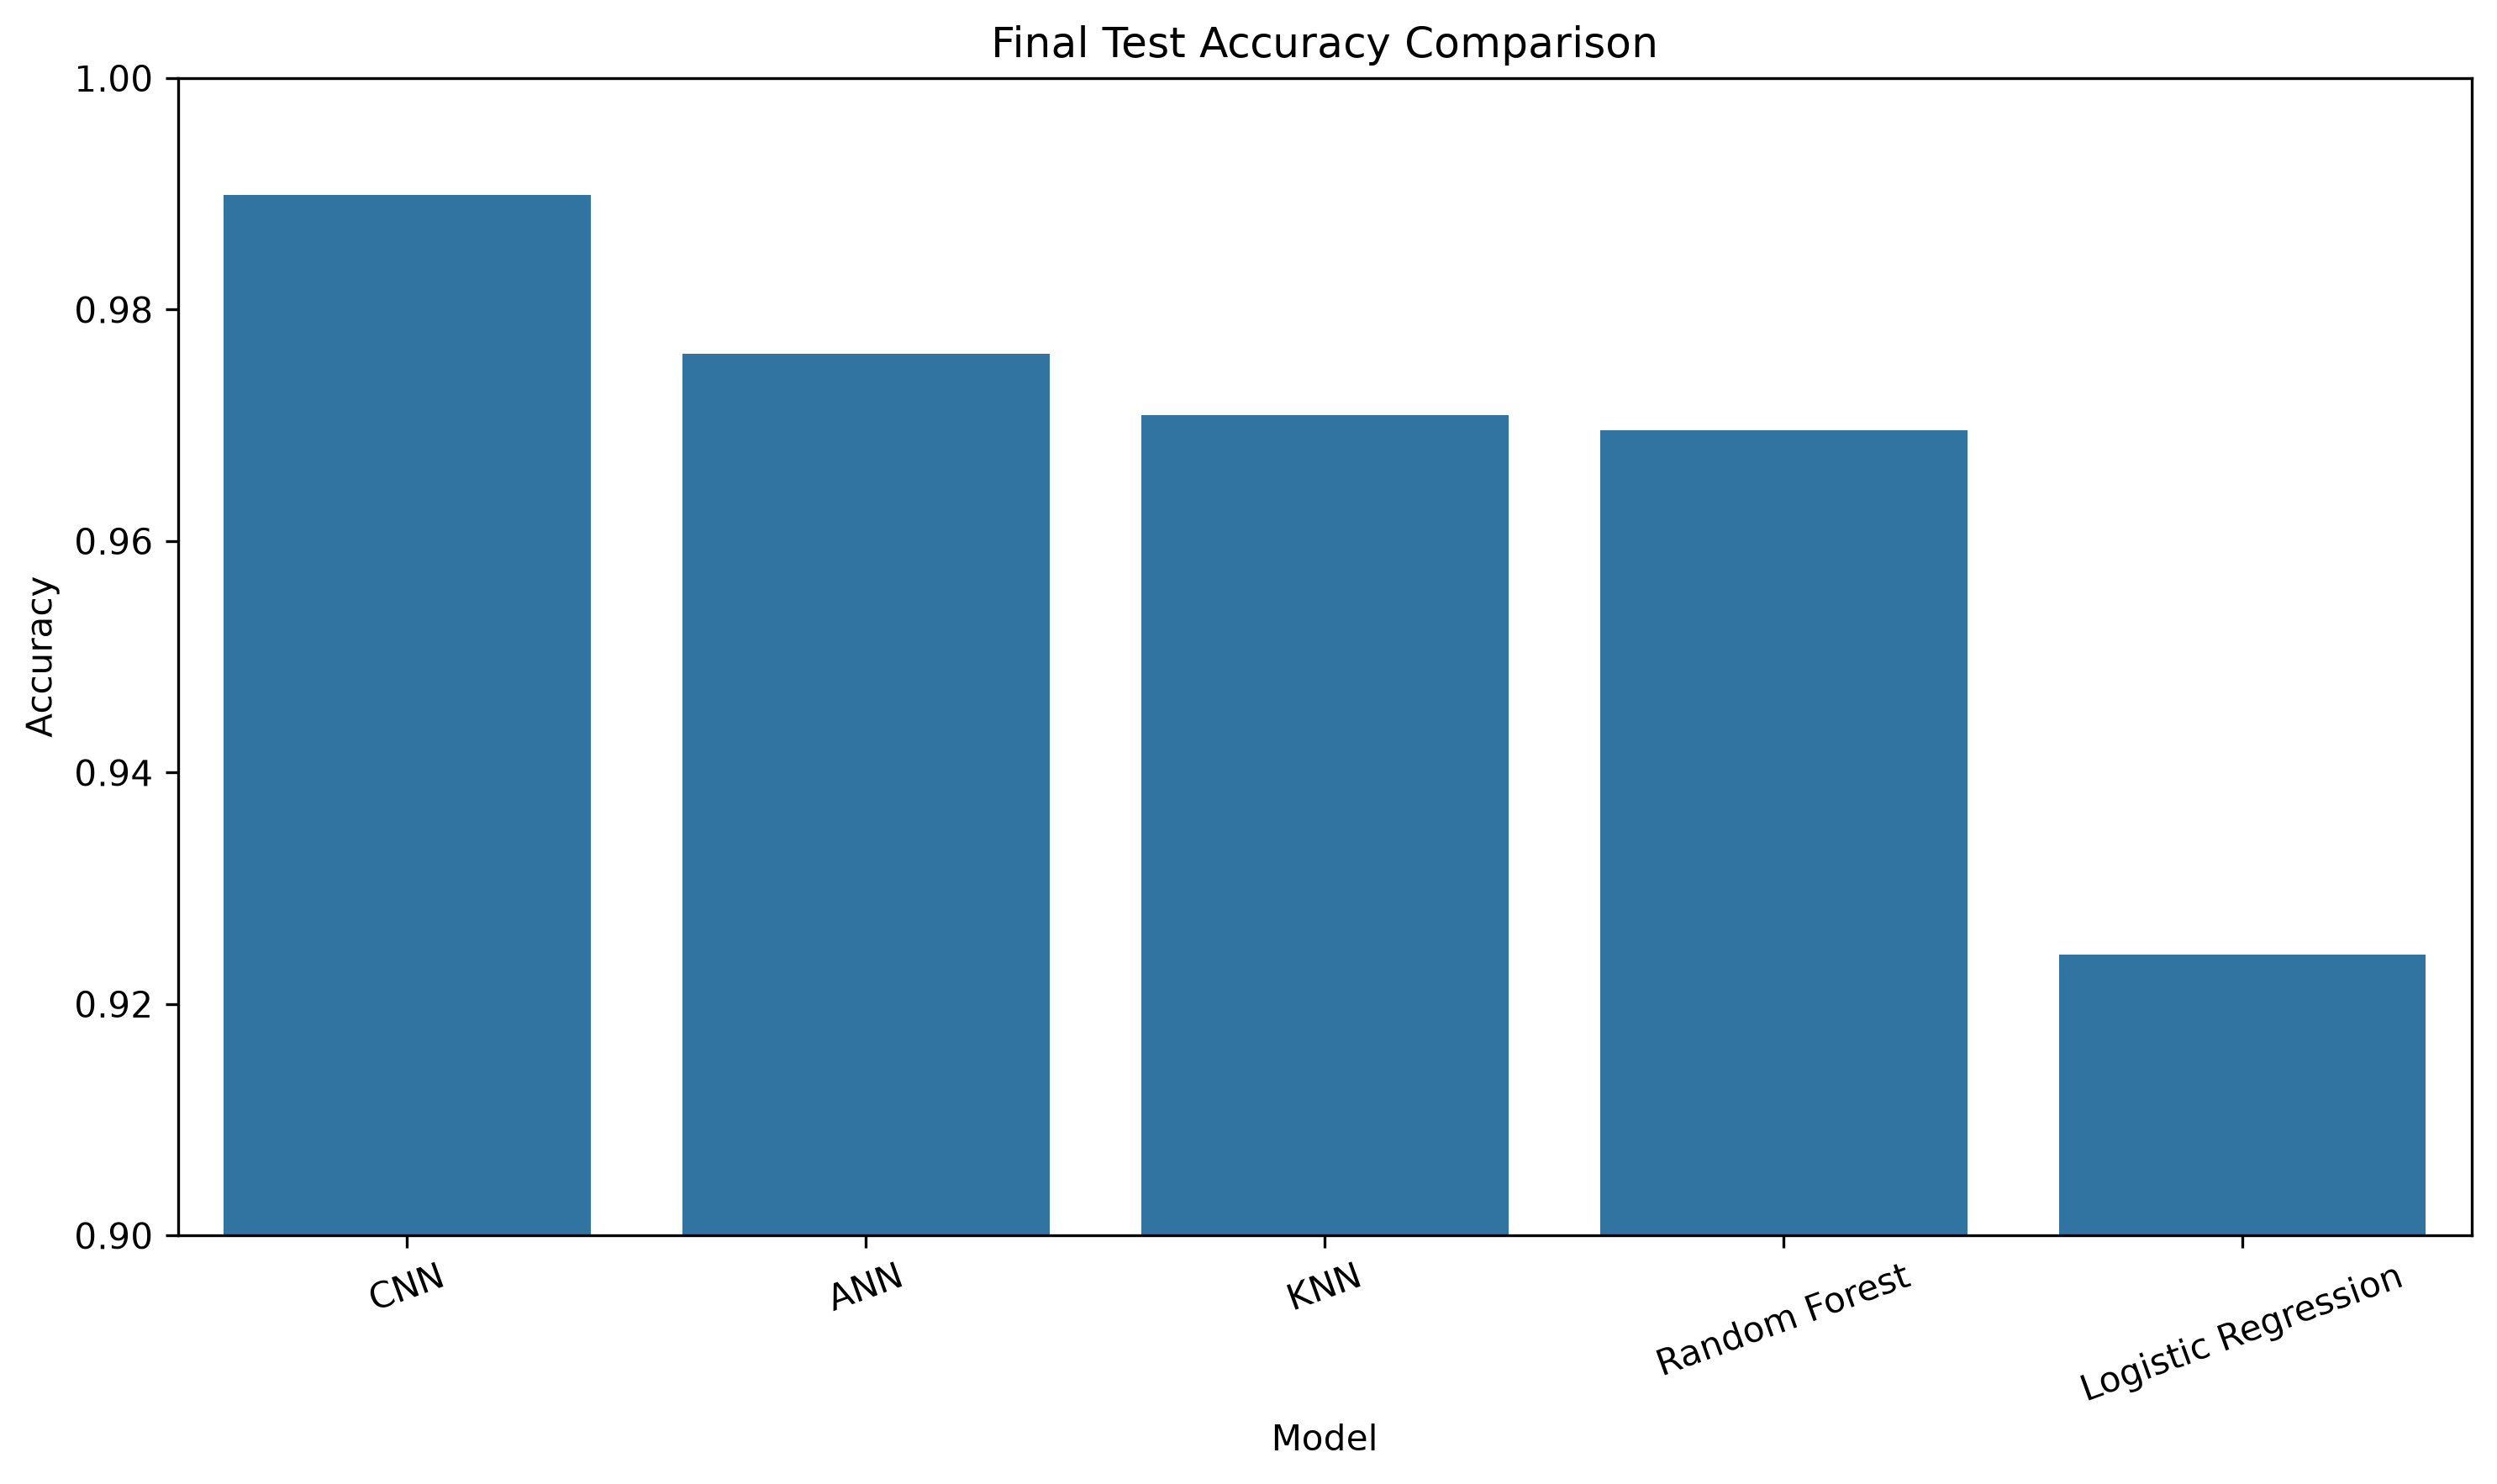 Final Test Accuracy Comparison
1.00
0.98
0.96
0.94
0.92
0.90
Accuracy
CNN
ANN
KNN
Random Forest
Logistic Regression
Model